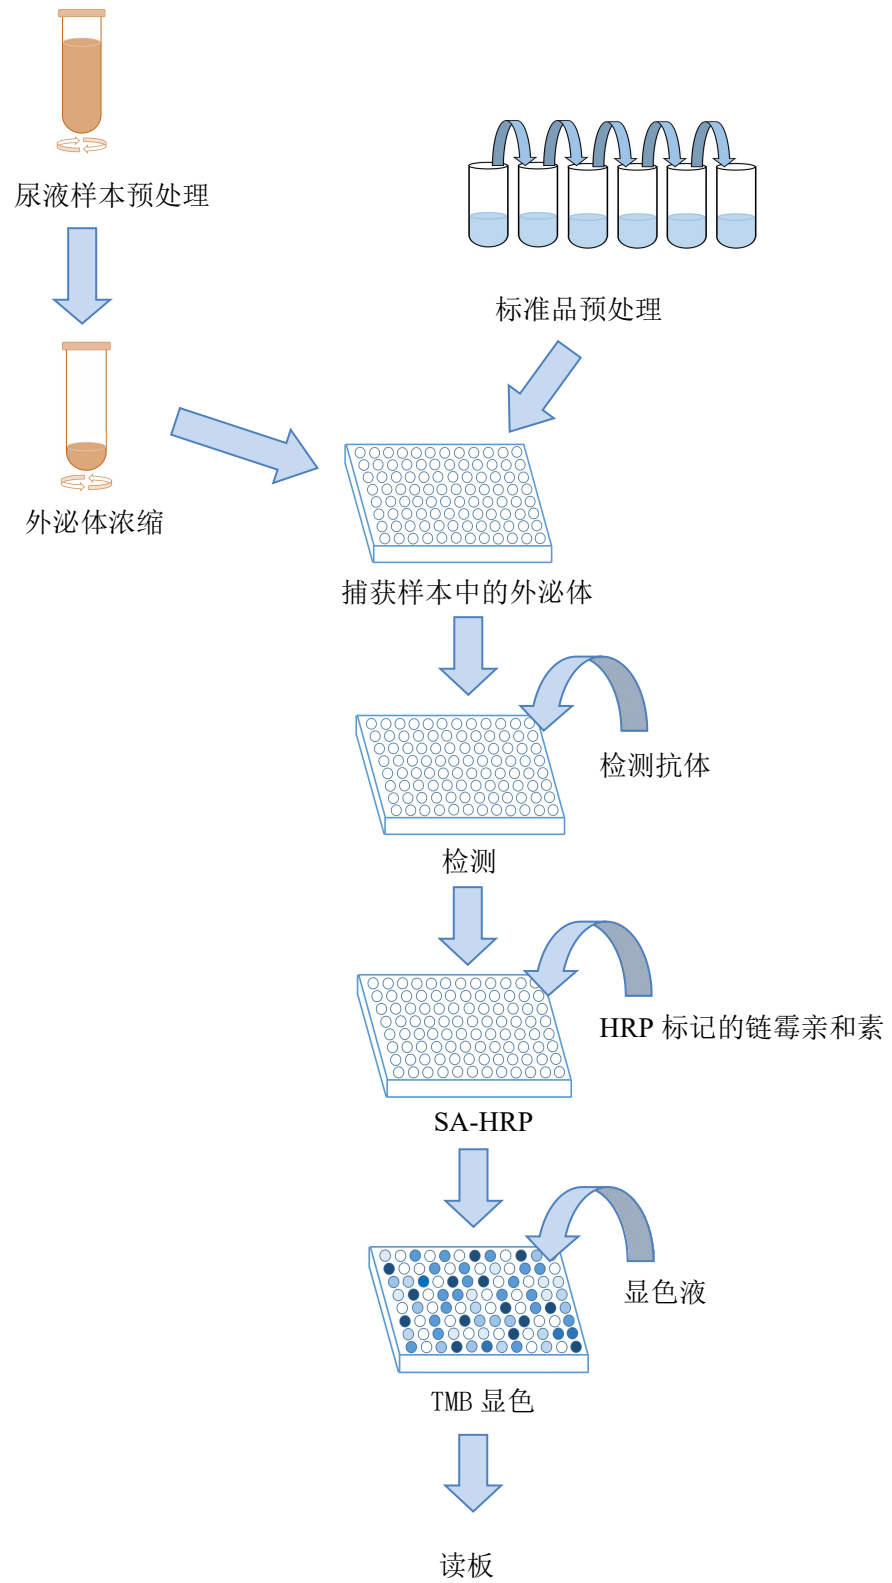 尿液样本预处理
标准品预处理
外泌体浓缩
捕获样本中的外泌体
检测抗体
检测
HRP 标记的链霉亲和素
SA-HRP
显色液
TMB 显色
读板